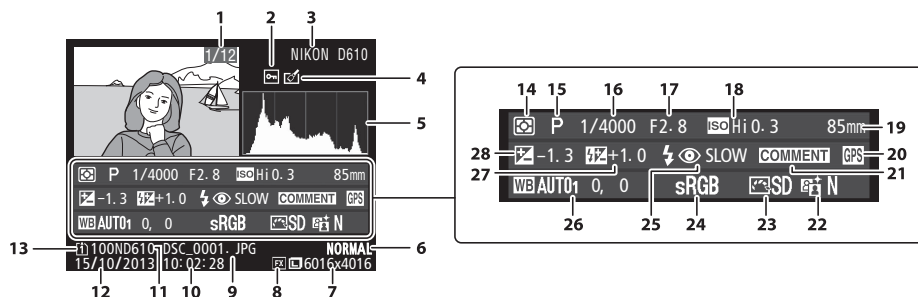 1 2 3
1/12 NIKON D610
4
5
P 1/4000 F2.8 ISO Hi 0.3 85mm
-1.3 +1.0 SLOW COMMENT GPS
WB AUTO1 0, 0 sRGB SD N
13 1 100ND610-DSC_0001.JPG NORMAL 6
15/10/2013 10:02:28 FX L 6016x4016
12 11 10 9 8 7
14 15 16 17 18
P 1/4000 F2.8 ISO Hi 0.3 85mm 19
28 -1.3 +1.0 SLOW COMMENT GPS 20
27 25 21
WB AUTO1 0, 0 sRGB SD N
26 24 23 22